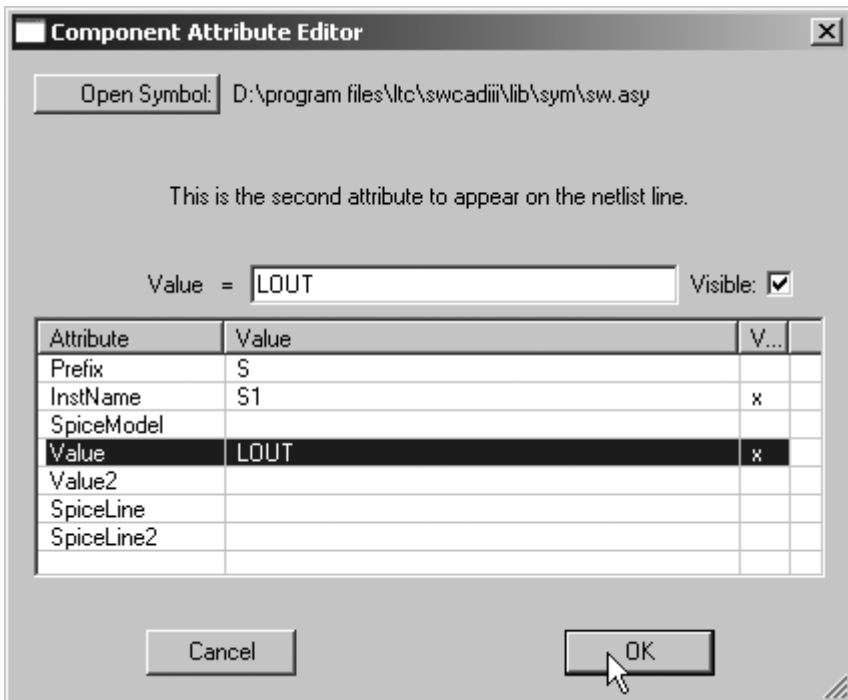 Component Attribute Editor
Open Symbol: D:\program files\ltc\swcadiii\lib\sym\sw.asy
This is the second attribute to appear on the netlist line.
Value = LOUT Visible:
Attribute Value V...
Prefix S
InstName S1 x
SpiceModel
Value LOUT x
Value2
SpiceLine
SpiceLine2
Cancel OK